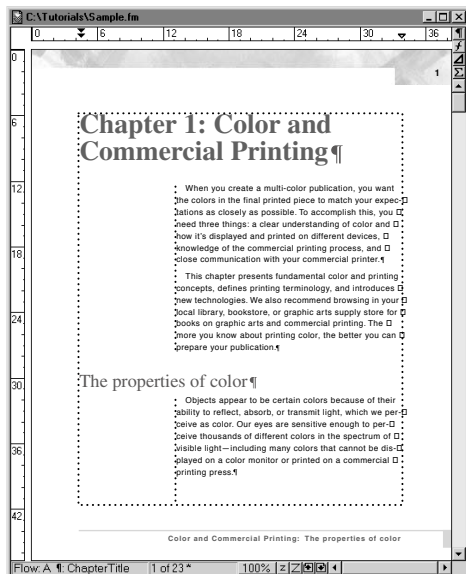 C:\Tutorials\Sample.fm
0 6 12 18 24 30 36
0
6
12
18
24
30
36
42
1
Chapter 1: Color and
Commercial Printing¶
When you create a multi-color publication, you want
the colors in the final printed piece to match your expec-
tations as closely as possible. To accomplish this, you
need three things: a clear understanding of color and
how it's displayed and printed on different devices,
knowledge of the commercial printing process, and
close communication with your commercial printer.¶
This chapter presents fundamental color and printing
concepts, defines printing terminology, and introduces
new technologies. We also recommend browsing in your
local library, bookstore, or graphic arts supply store for
books on graphic arts and commercial printing. The
more you know about printing color, the better you can
prepare your publication.¶
The properties of color¶
Objects appear to be certain colors because of their
ability to reflect, absorb, or transmit light, which we per-
ceive as color. Our eyes are sensitive enough to per-
ceive thousands of different colors in the spectrum of
visible light—including many colors that cannot be dis-
played on a color monitor or printed on a commercial
printing press.¶
Color and Commercial Printing: The properties of color
Flow: A ¶: ChapterTitle 1 of 23 * 100% z Z